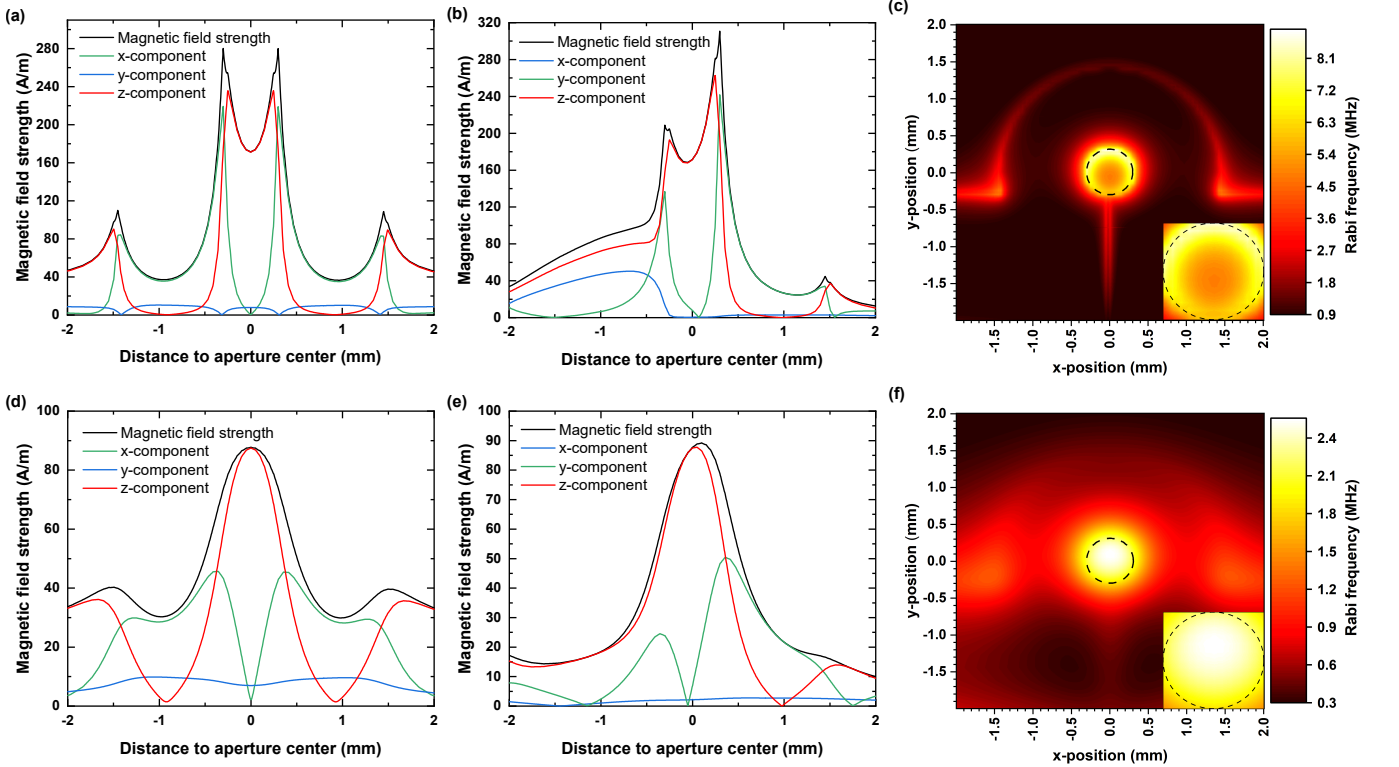 (a)
Magnetic field strength (A/m)
280
240
200
160
120
80
40
0
Magnetic field strength
x-component
y-component
z-component
-2
-1
0
1
2
Distance to aperture center (mm)
(b)
Magnetic field strength (A/m)
320
280
240
200
160
120
80
40
0
Magnetic field strength
x-component
y-component
z-component
-2
-1
0
1
2
Distance to aperture center (mm)
(c)
y-position (mm)
2.0
1.5
1.0
0.5
0.0
-0.5
-1.0
-1.5
-1.5
-1.0
-0.5
0.0
0.5
1.0
1.5
2.0
x-position (mm)
8.1
7.2
6.3
5.4
4.5
3.6
2.7
1.8
0.9
Rabi frequency (MHz)
(d)
Magnetic field strength (A/m)
100
80
60
40
20
0
Magnetic field strength
x-component
y-component
z-component
-2
-1
0
1
2
Distance to aperture center (mm)
(e)
Magnetic field strength (A/m)
100
90
80
70
60
50
40
30
20
10
0
Magnetic field strength
x-component
y-component
z-component
-2
-1
0
1
2
Distance to aperture center (mm)
(f)
y-position (mm)
2.0
1.5
1.0
0.5
0.0
-0.5
-1.0
-1.5
-1.5
-1.0
-0.5
0.0
0.5
1.0
1.5
2.0
x-position (mm)
2.4
2.1
1.8
1.5
1.2
0.9
0.6
0.3
Rabi frequency (MHz)